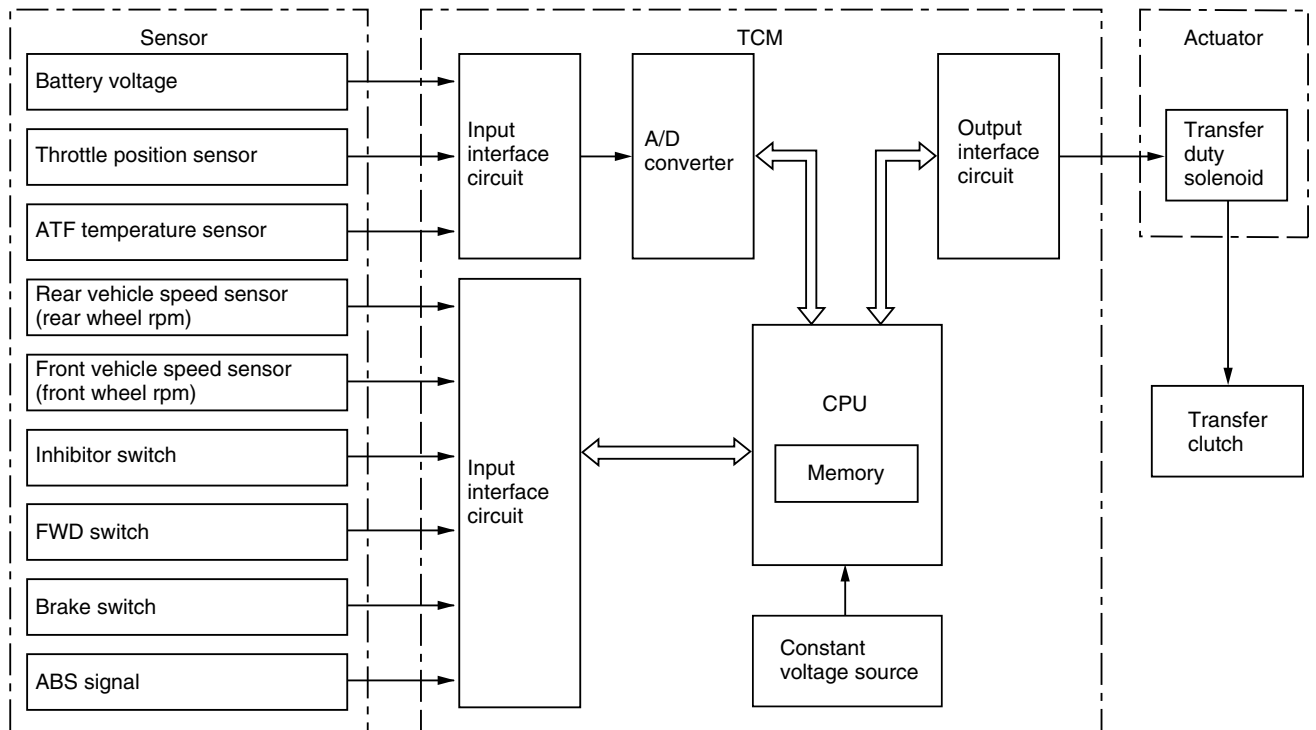 Sensor
Battery voltage
Throttle position sensor
ATF temperature sensor
Rear vehicle speed sensor
(rear wheel rpm)
Front vehicle speed sensor
(front wheel rpm)
Inhibitor switch
FWD switch
Brake switch
ABS signal
TCM
Input
interface
circuit
A/D
converter
Output
interface
circuit
Input
interface
circuit
CPU
Memory
Constant
voltage source
Actuator
Transfer
duty
solenoid
Transfer
clutch